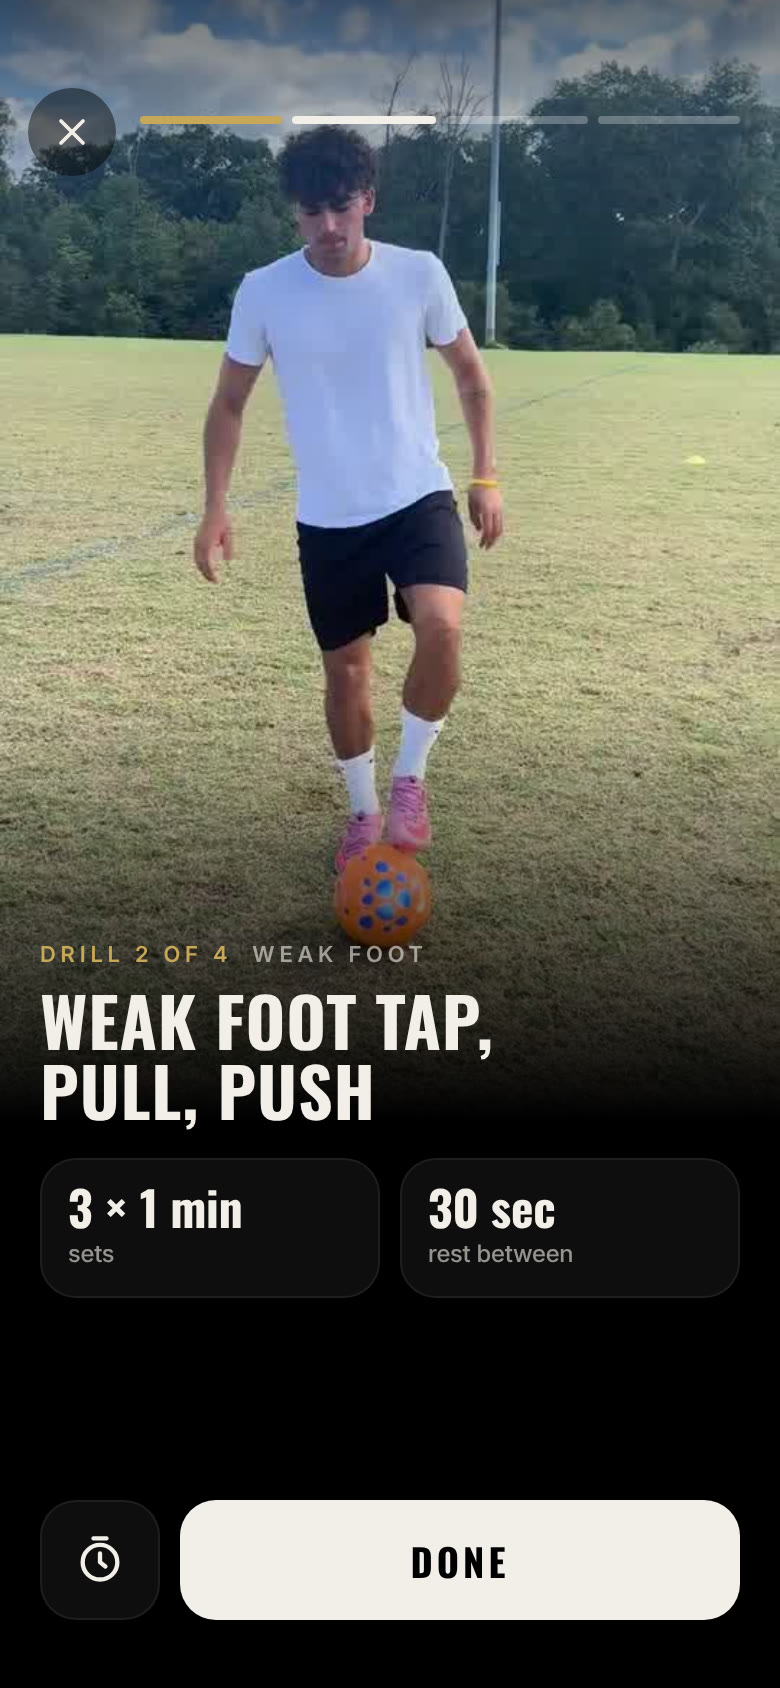 DRILL 2 OF 4 WEAK FOOT
WEAK FOOT TAP,
PULL, PUSH
3 × 1 min
sets
30 sec
rest between
DONE